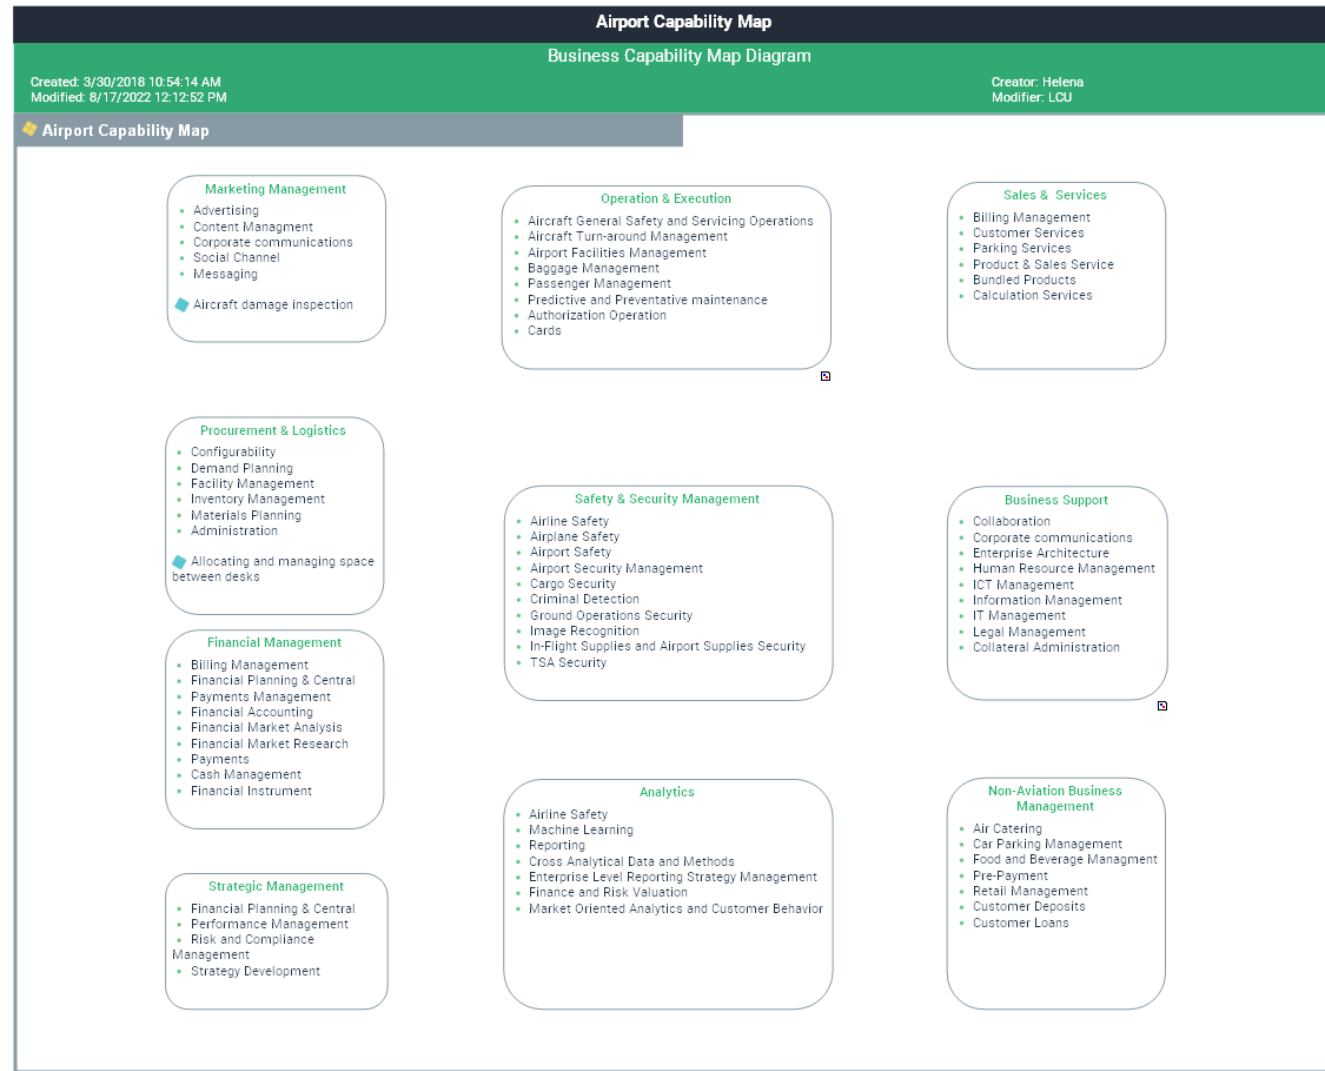 Airport Capability Map
Business Capability Map Diagram
Created: 3/30/2018 10:54:14 AM
Modified: 8/17/2022 12:12:52 PM
Creator: Helena
Modifier: LCU
Airport Capability Map
Marketing Management
Advertising
Content Managment
Corporate communications
Social Channel
Messaging
Aircraft damage inspection
Operation & Execution
Aircraft General Safety and Servicing Operations
Aircraft Turn-around Management
Airport Facilities Management
Baggage Management
Passenger Management
Predictive and Preventative maintenance
Authorization Operation
Cards
Sales & Services
Billing Management
Customer Services
Parking Services
Product & Sales Service
Bundled Products
Calculation Services
Procurement & Logistics
Configurability
Demand Planning
Facility Management
Inventory Management
Materials Planning
Administration
Allocating and managing space
between desks
Safety & Security Management
Airline Safety
Airplane Safety
Airport Safety
Airport Security Management
Cargo Security
Criminal Detection
Ground Operations Security
Image Recognition
In-Flight Supplies and Airport Supplies Security
TSA Security
Business Support
Collaboration
Corporate communications
Enterprise Architecture
Human Resource Management
ICT Management
Information Management
IT Management
Legal Management
Collateral Administration
Financial Management
Billing Management
Financial Planning & Central
Payments Management
Financial Accounting
Financial Market Analysis
Financial Market Research
Payments
Cash Management
Financial Instrument
Analytics
Airline Safety
Machine Learning
Reporting
Cross Analytical Data and Methods
Enterprise Level Reporting Strategy Management
Finance and Risk Valuation
Market Oriented Analytics and Customer Behavior
Non-Aviation Business
Management
Air Catering
Car Parking Management
Food and Beverage Managment
Pre-Payment
Retail Management
Customer Deposits
Customer Loans
Strategic Management
Financial Planning & Central
Performance Management
Risk and Compliance
Management
Strategy Development